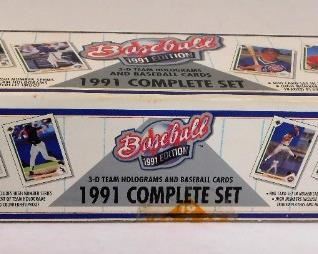 Baseball
1991 EDITION
3-D TEAM HOLOGRAMS
AND BASEBALL CARDS
1991 COMPLETE SET
Baseball
1991 EDITION
3-D TEAM HOLOGRAMS AND BASEBALL CARDS
1991 COMPLETE SET